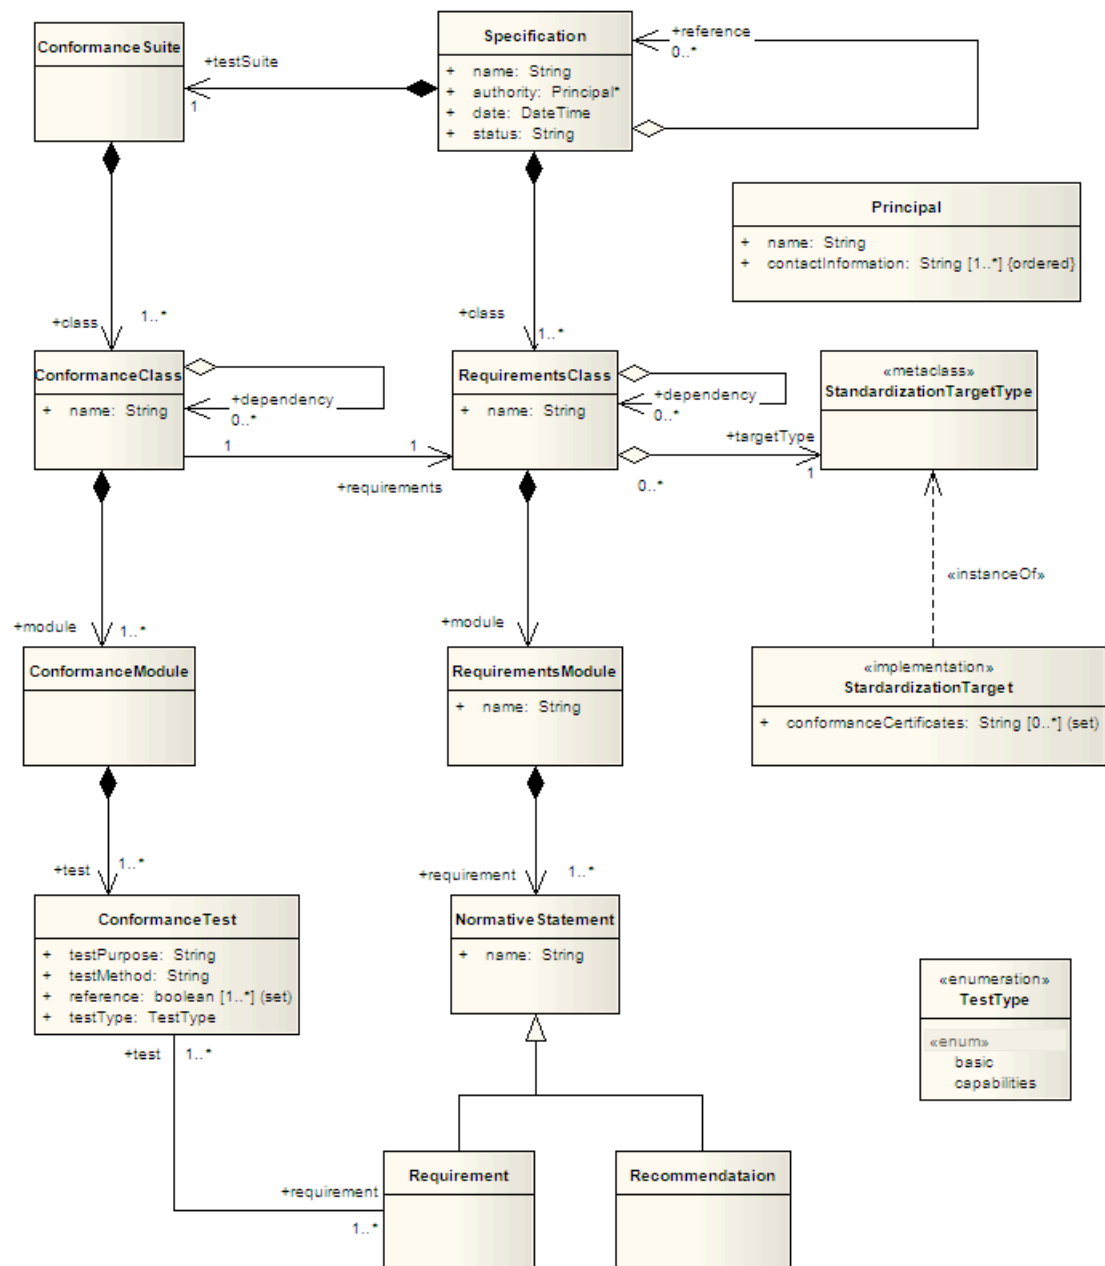 ConformanceSuite
Specification
+ name: String
+ authority: Principal*
+ date: DateTime
+ status: String
+reference
0..*
+testSuite
1
Principal
+ name: String
+ contactInformation: String [1..*] {ordered}
+class
1..*
+class
1..*
ConformanceClass
+ name: String
+dependency
0..*
RequirementsClass
+ name: String
+dependency
0..*
«metaclass»
StandardizationTargetType
1
1
+requirements
+targetType
0..*
1
«instanceOf»
+module
1..*
+module
ConformanceModule
RequirementsModule
+ name: String
«implementation»
StardardizationTarget
+ conformanceCertificates: String [0..*] (set)
+test
1..*
+requirement
1..*
ConformanceTest
+ testPurpose: String
+ testMethod: String
+ reference: boolean [1..*] (set)
+ testType: TestType
NormativeStatement
+ name: String
«enumeration»
TestType
«enum»
basic
capabilities
+test
1..*
+requirement
1..*
Requirement
Recommendataion